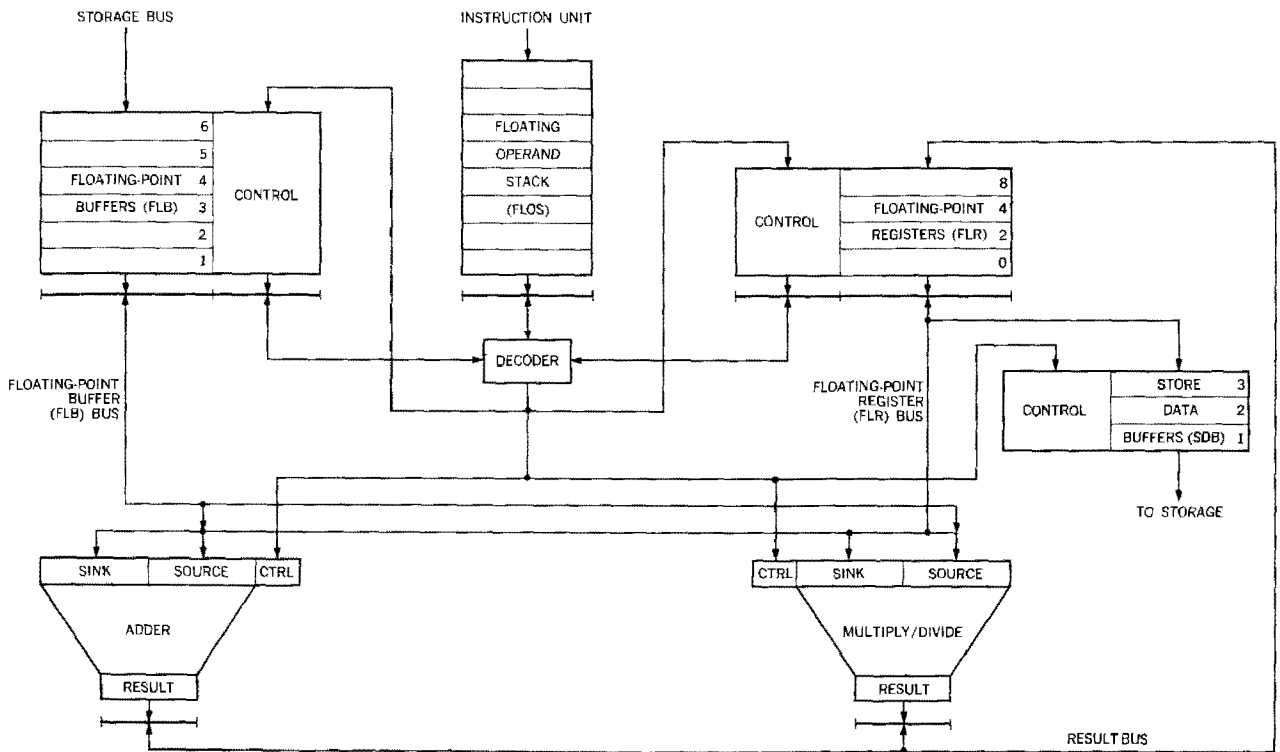 STORAGE BUS
INSTRUCTION UNIT
6
5
FLOATING-POINT 4
BUFFERS (FLB) 3
2
1
CONTROL
FLOATING
OPERAND
STACK
(FLOS)
CONTROL
8
FLOATING-POINT 4
REGISTERS (FLR) 2
0
DECODER
FLOATING-POINT
BUFFER
(FLB) BUS
FLOATING-POINT
REGISTER
(FLR) BUS
CONTROL
STORE 3
DATA 2
BUFFERS (SDB) 1
TO STORAGE
SINK SOURCE CTRL
ADDER
RESULT
CTRL SINK SOURCE
MULTIPLY/DIVIDE
RESULT
RESULT BUS